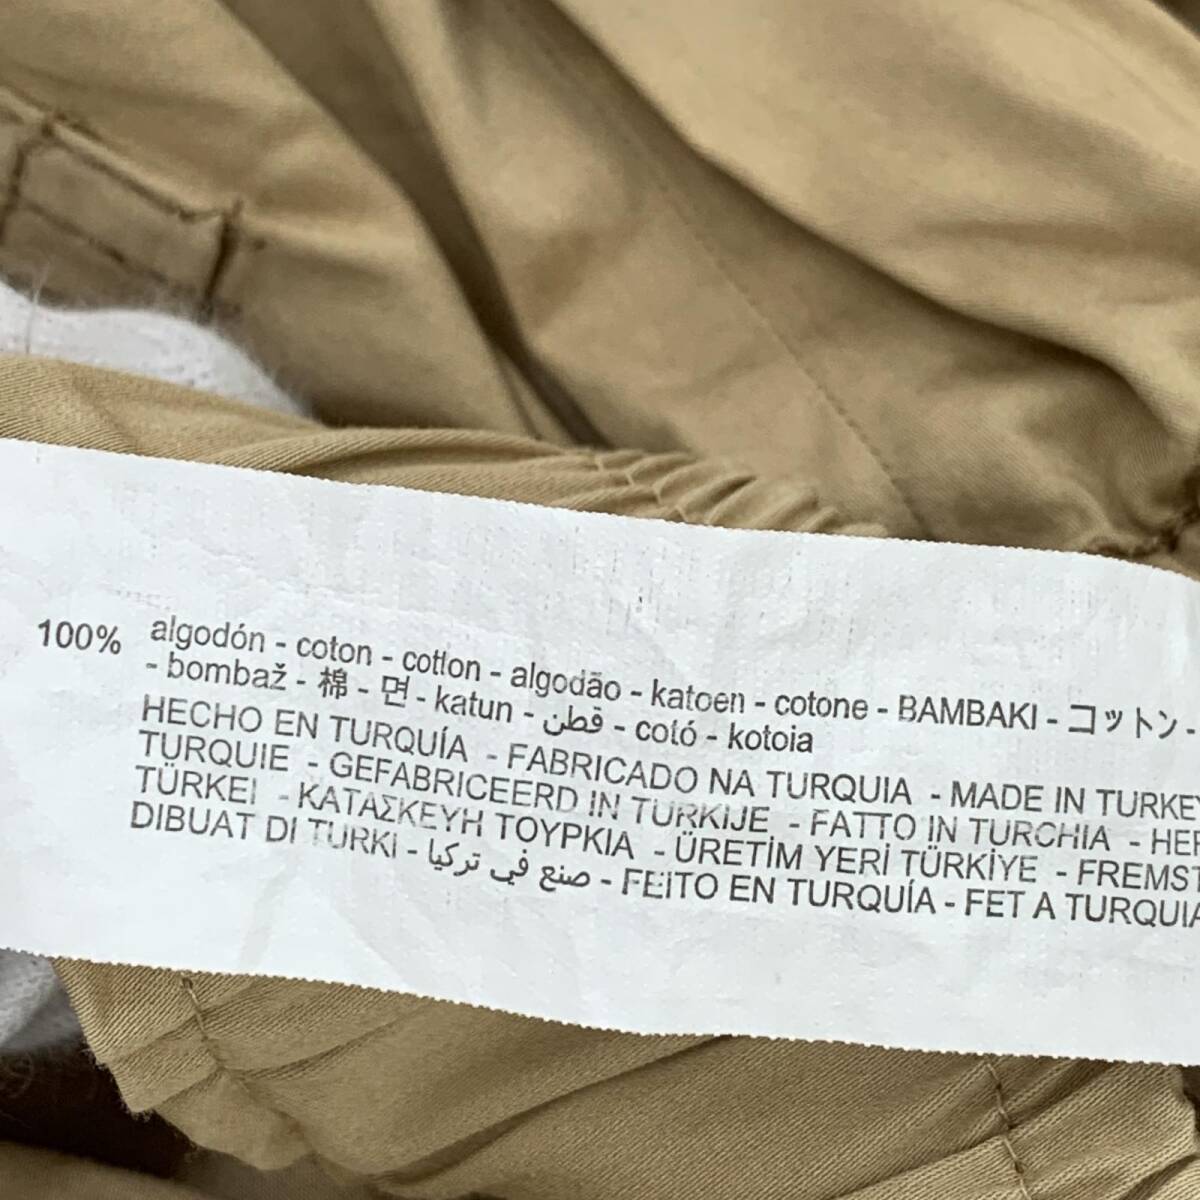 100% algodón - coton - cotton - algodão - katoen - cotone - BAMBAKI - コットン -
- bombaž - 棉 - 면 - katun - قطن - cotó - kotoia
HECHO EN TURQUÍA - FABRICADO NA TURQUIA - MADE IN TURKEY
TURQUIE - GEFABRICEERD IN TURKIJE - FATTO IN TURCHIA - HER
TÜRKEI - ΚΑΤΑΣΚΕΥΗ ΤΟΥΡΚΙΑ - ÜRETİM YERİ TÜRKİYE - FREMST
DIBUAT DI TURKI - صنع في تركيا - FEITO EN TURQUÍA - FET A TURQUIA